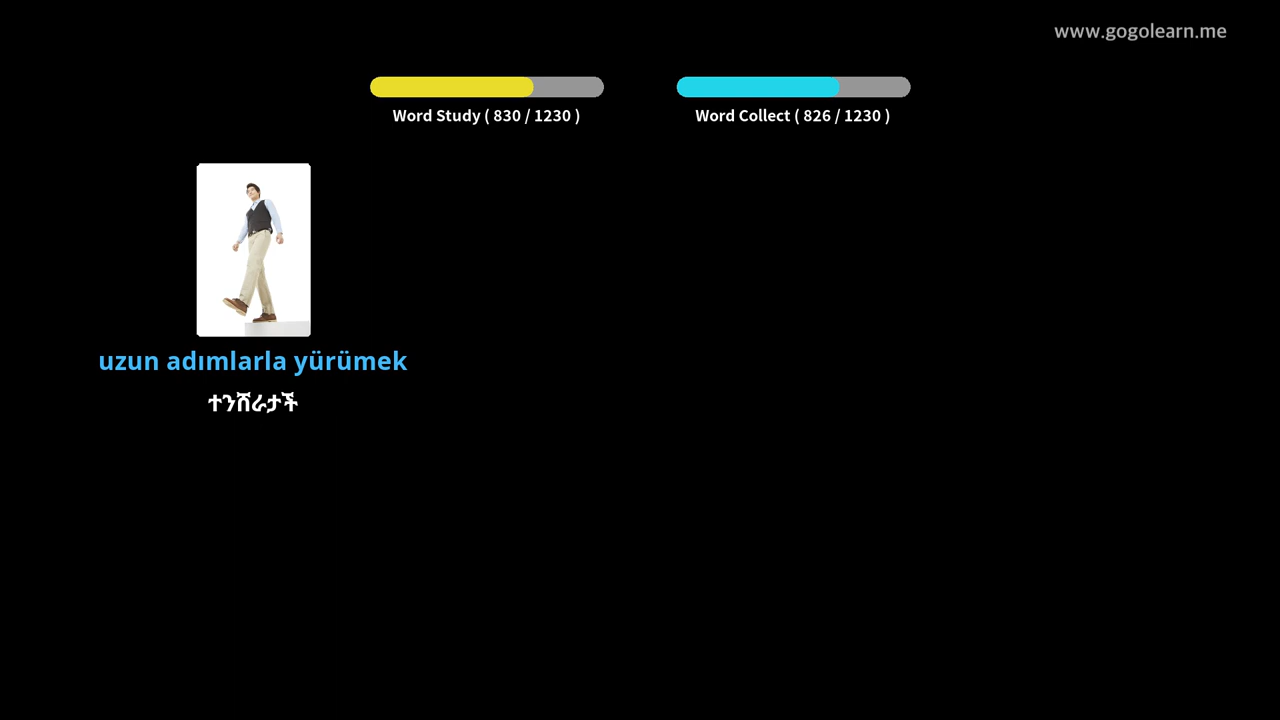 www.gogolearn.me
Word Study ( 830 / 1230 )
Word Collect ( 826 / 1230 )
uzun adımlarla yürümek
ተንሸራታች